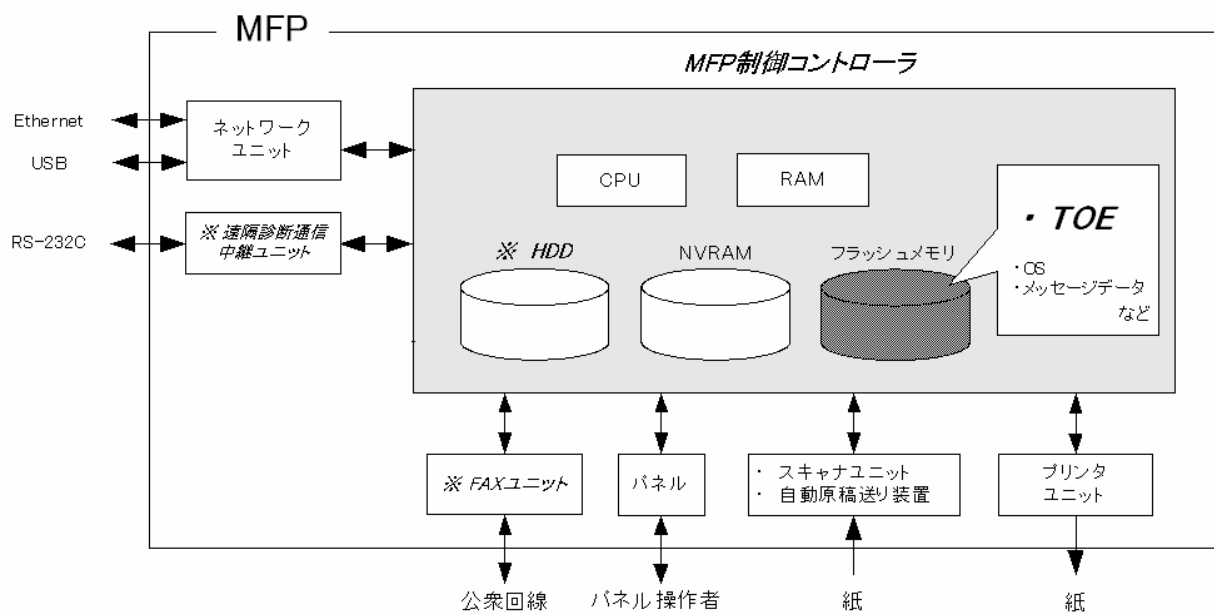 MFP
MFP制御コントローラ
Ethernet
USB
ネットワーク
ユニット
CPU
RAM
・ TOE
・OS
・メッセージデータ
など
RS-232C
※ 遠隔診断通信
中継ユニット
※ HDD
NVRAM
フラッシュメモリ
※ FAXユニット
パネル
・ スキャナユニット
・ 自動原稿送り装置
プリンタ
ユニット
公衆回線
パネル操作者
紙
紙